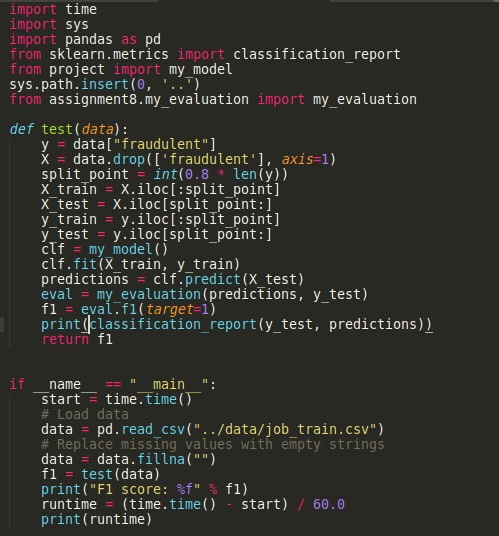 import time
import sys
import pandas as pd
from sklearn.metrics import classification_report
from project import my_model
sys.path.insert(0, '..')
from assignment8.my_evaluation import my_evaluation

def test(data):
    y = data["fraudulent"]
    X = data.drop(['fraudulent'], axis=1)
    split_point = int(0.8 * len(y))
    X_train = X.iloc[:split_point]
    X_test = X.iloc[split_point:]
    y_train = y.iloc[:split_point]
    y_test = y.iloc[split_point:]
    clf = my_model()
    clf.fit(X_train, y_train)
    predictions = clf.predict(X_test)
    eval = my_evaluation(predictions, y_test)
    f1 = eval.f1(target=1)
    print(classification_report(y_test, predictions))
    return f1


if __name__ == "__main__":
    start = time.time()
    # Load data
    data = pd.read_csv("../data/job_train.csv")
    # Replace missing values with empty strings
    data = data.fillna("")
    f1 = test(data)
    print("F1 score: %f" % f1)
    runtime = (time.time() - start) / 60.0
    print(runtime)